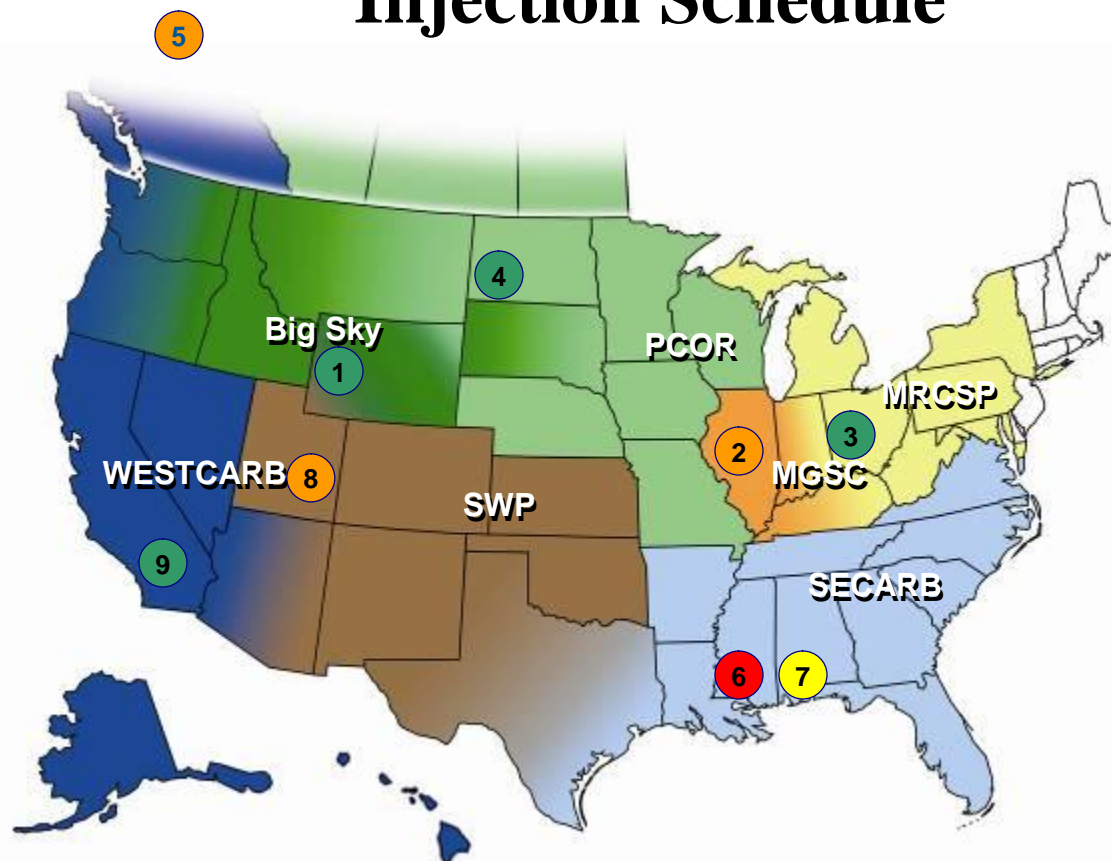 Injection Schedule
5
4
Big Sky
PCOR
1
MRCSP
3
2
WESTCARB
8
MGSC
SWP
9
SECARB
6
7